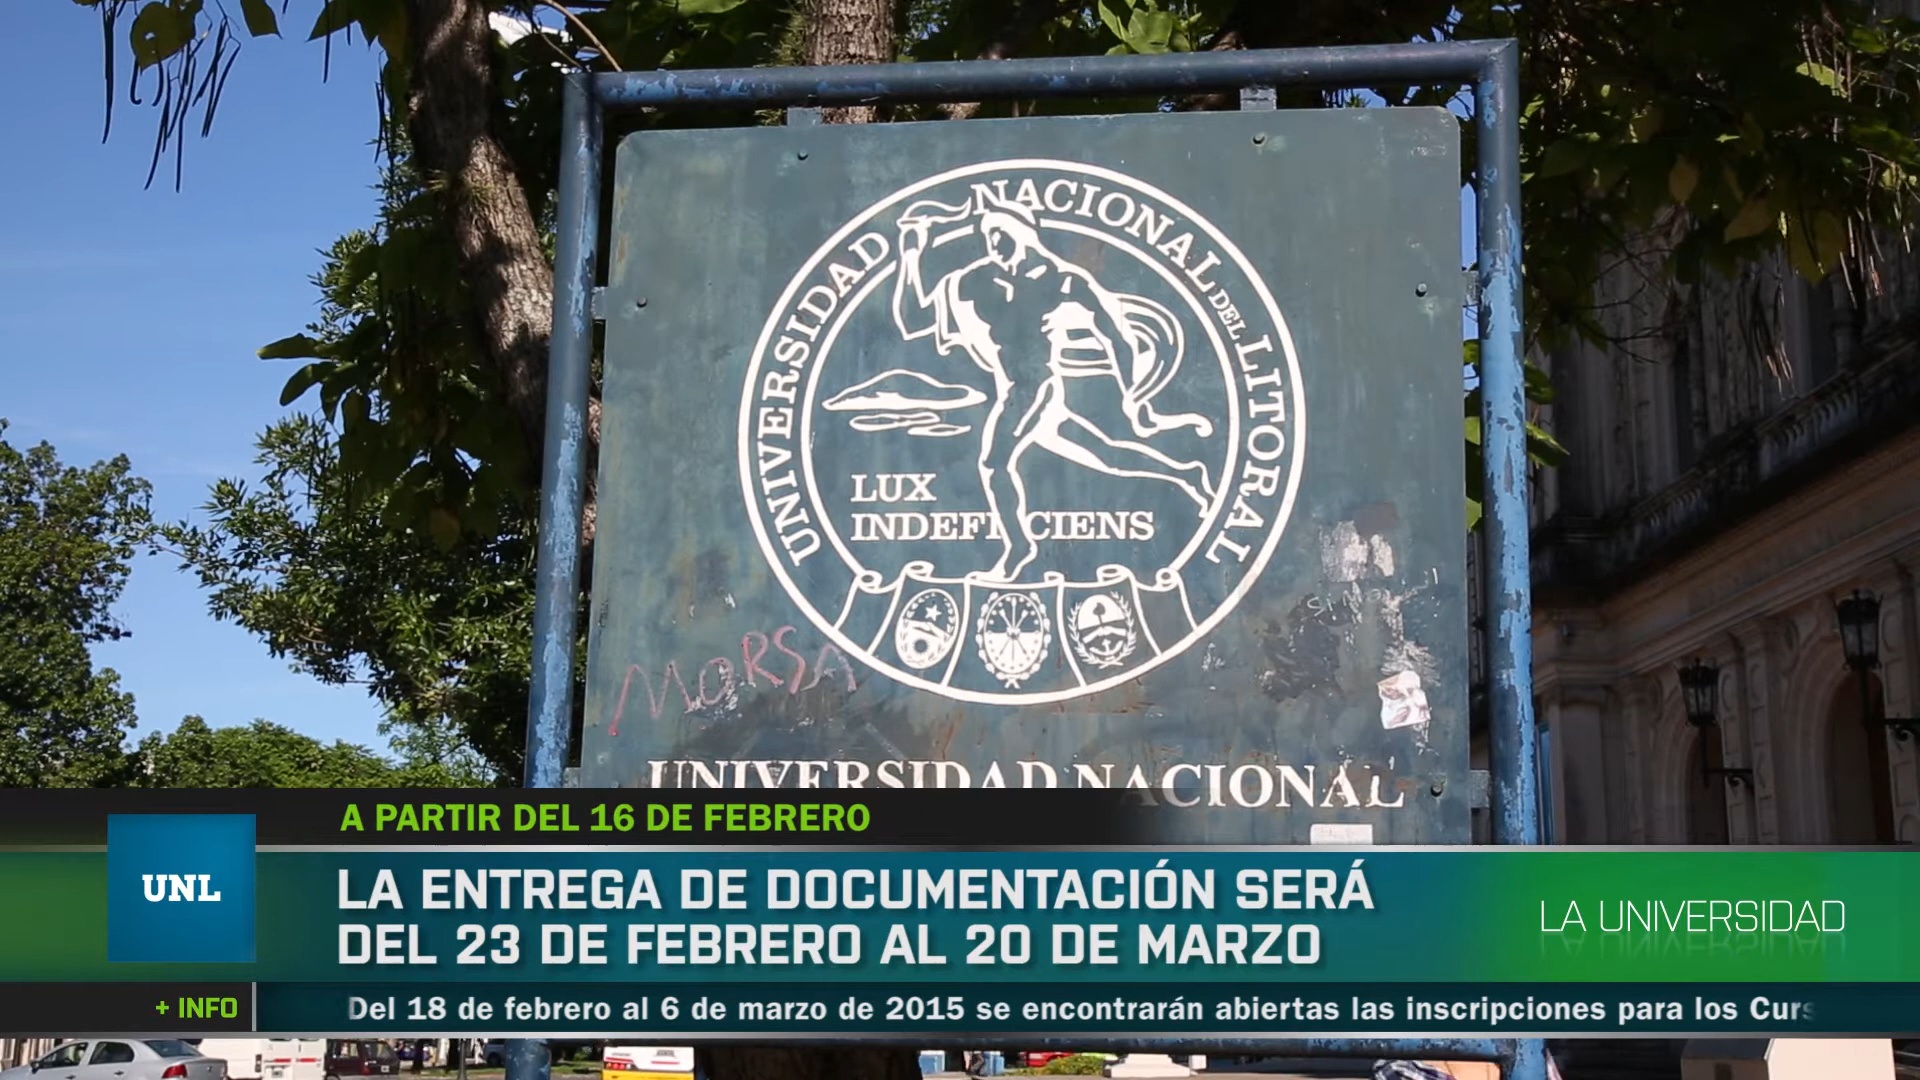 UNIVERSIDAD NACIONAL DEL LITORAL
LUX
INDEFICIENS
MORSA
UNIVERSIDAD NACIONAL
A PARTIR DEL 16 DE FEBRERO
UNL
LA ENTREGA DE DOCUMENTACIÓN SERÁ
DEL 23 DE FEBRERO AL 20 DE MARZO
LA UNIVERSIDAD
+ INFO
Del 18 de febrero al 6 de marzo de 2015 se encontrarán abiertas las inscripciones para los Curs